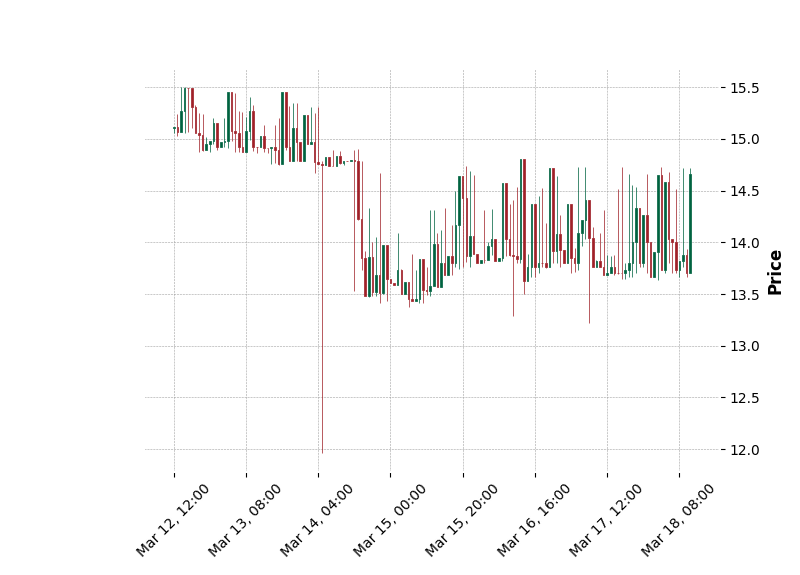 15.5
15.0
14.5
14.0
13.5
13.0
12.5
12.0
Price
Mar 12, 12:00
Mar 13, 08:00
Mar 14, 04:00
Mar 15, 00:00
Mar 15, 20:00
Mar 16, 16:00
Mar 17, 12:00
Mar 18, 08:00